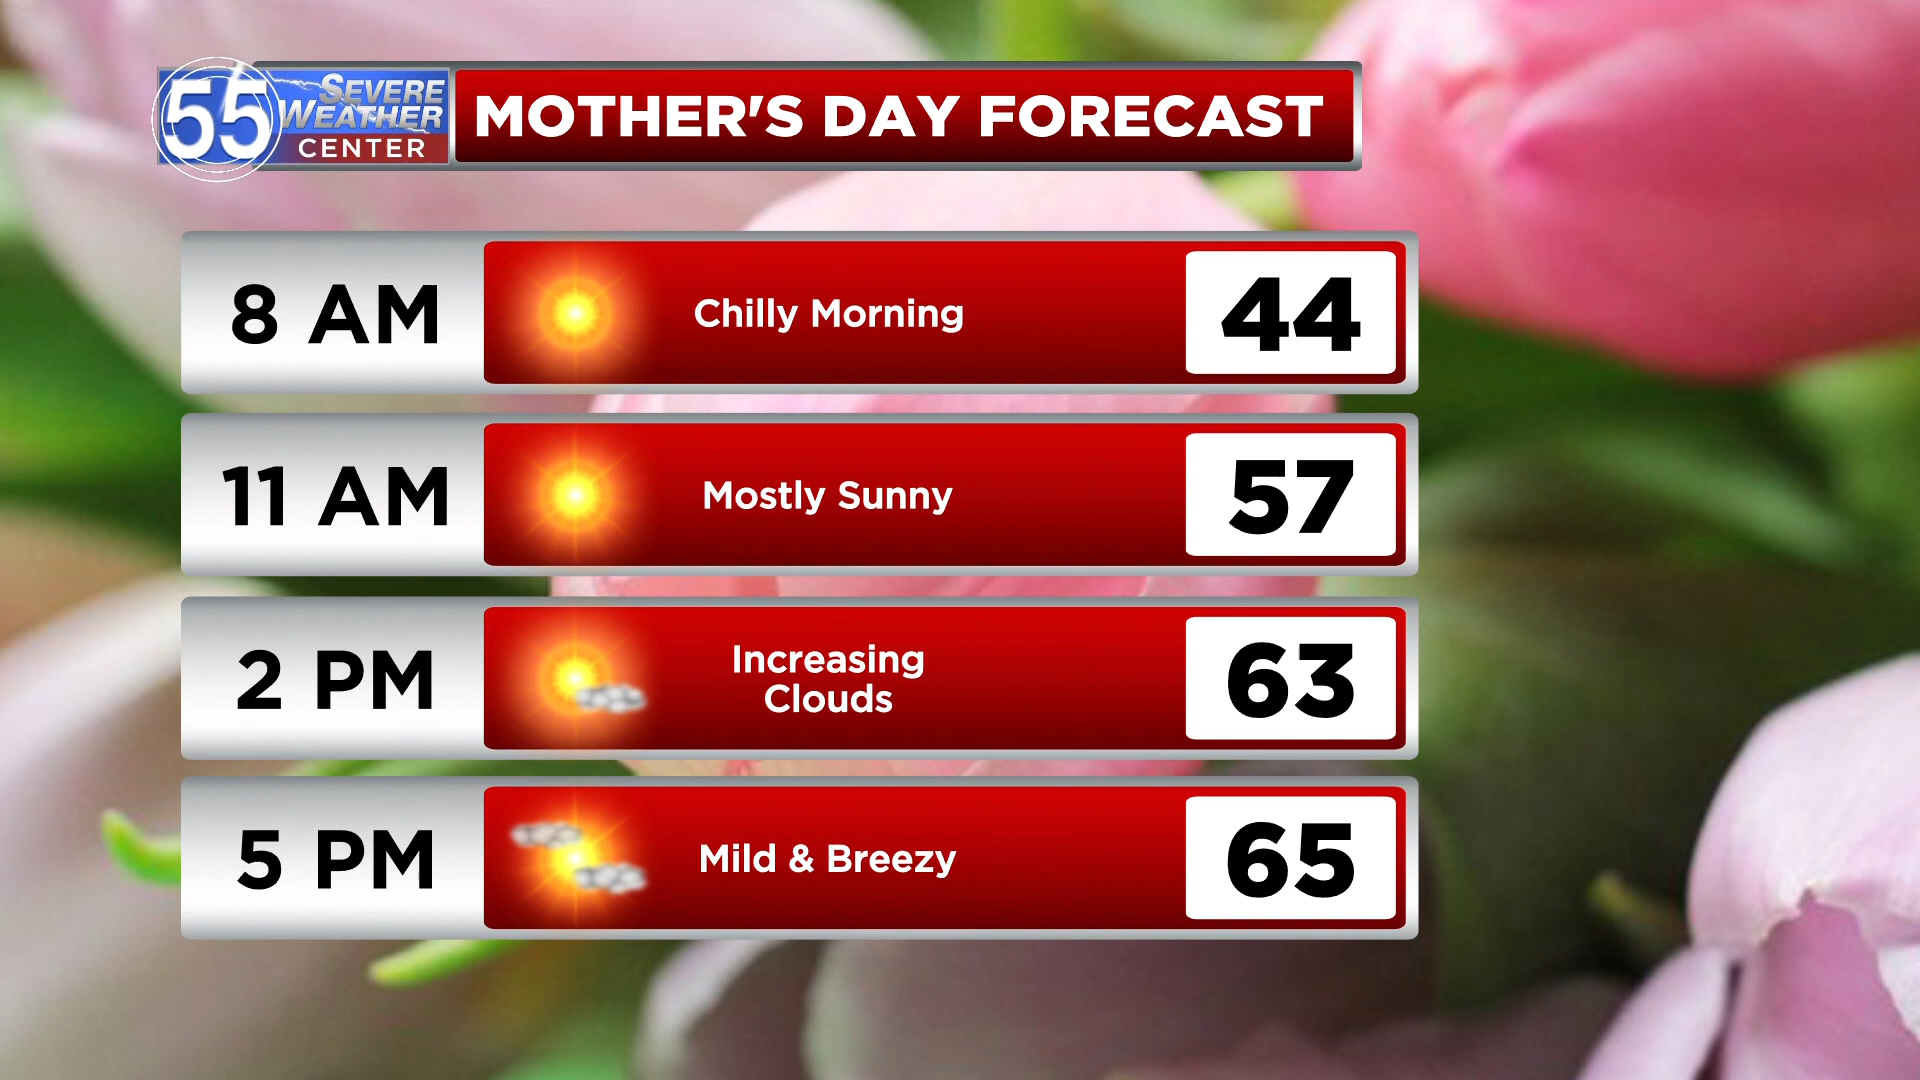 55 SEVERE
WEATHER
CENTER
MOTHER'S DAY FORECAST
8 AM Chilly Morning 44
11 AM Mostly Sunny 57
2 PM Increasing
Clouds 63
5 PM Mild & Breezy 65